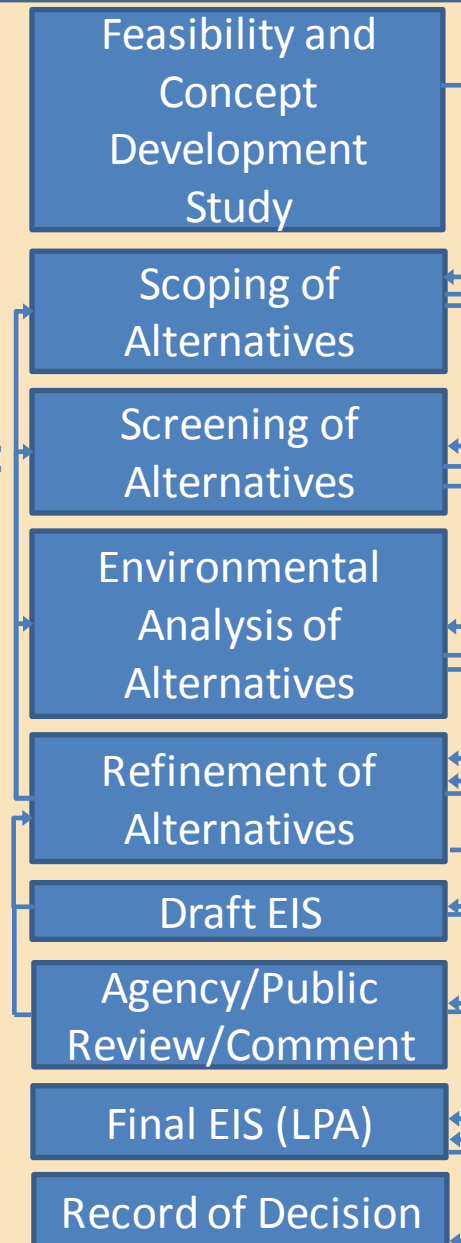 Feasibility and
Concept
Development
Study
Scoping of
Alternatives
Screening of
Alternatives
Environmental
Analysis of
Alternatives
Refinement of
Alternatives
Draft EIS
Agency/Public
Review/Comment
Final EIS (LPA)
Record of Decision